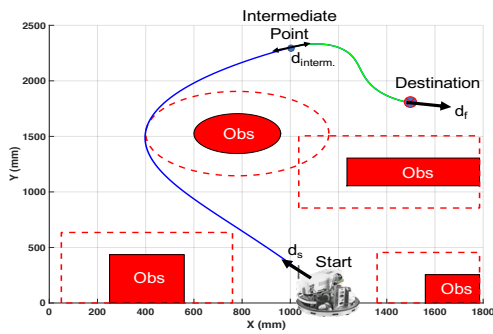 Intermediate
Point
d_interm.
Destination
d_f
Obs
Obs
d_s
Start
Obs
Obs
2500
2000
1500
1000
500
0
Y (mm)
0
200
400
600
800
1000
1200
1400
1600
1800
X (mm)